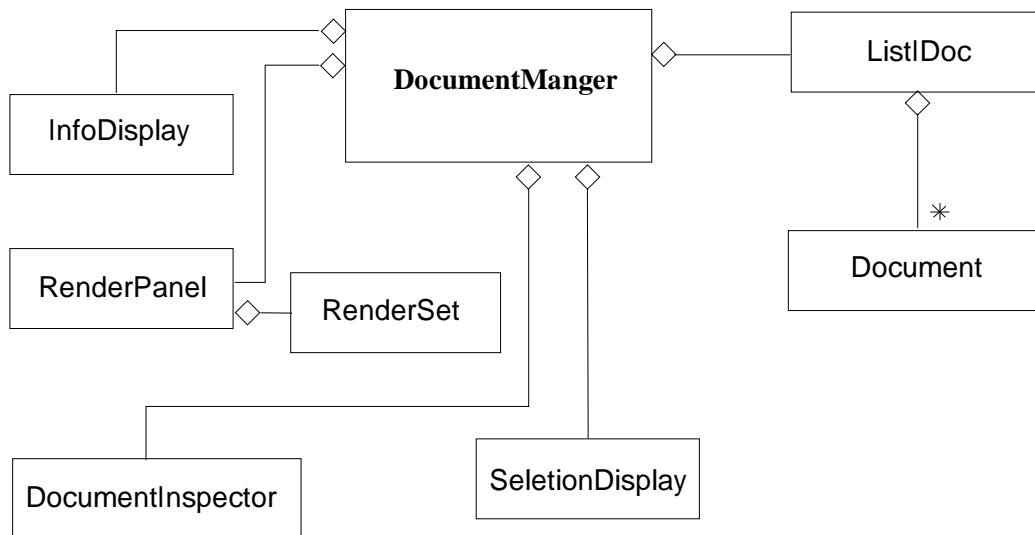 DocumentManger
ListIDoc
InfoDisplay
*
Document
RenderPanel
RenderSet
SeletionDisplay
DocumentInspector